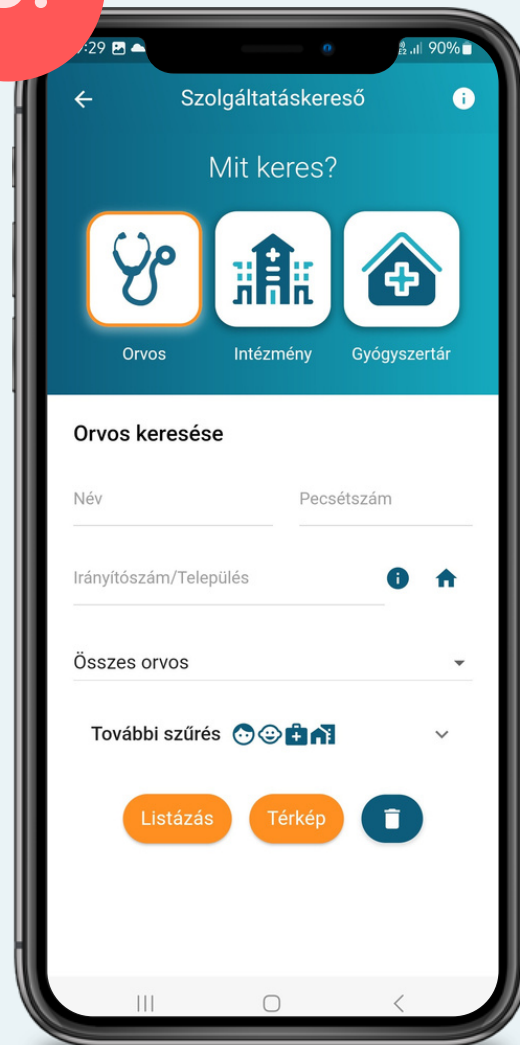 :29
90%
Szolgáltatáskereső
Mit keres?
Orvos Intézmény Gyógyszertár
Orvos keresése
Név Pecsétszám
Irányítószám/Település
Összes orvos
További szűrés
Listázás Térkép